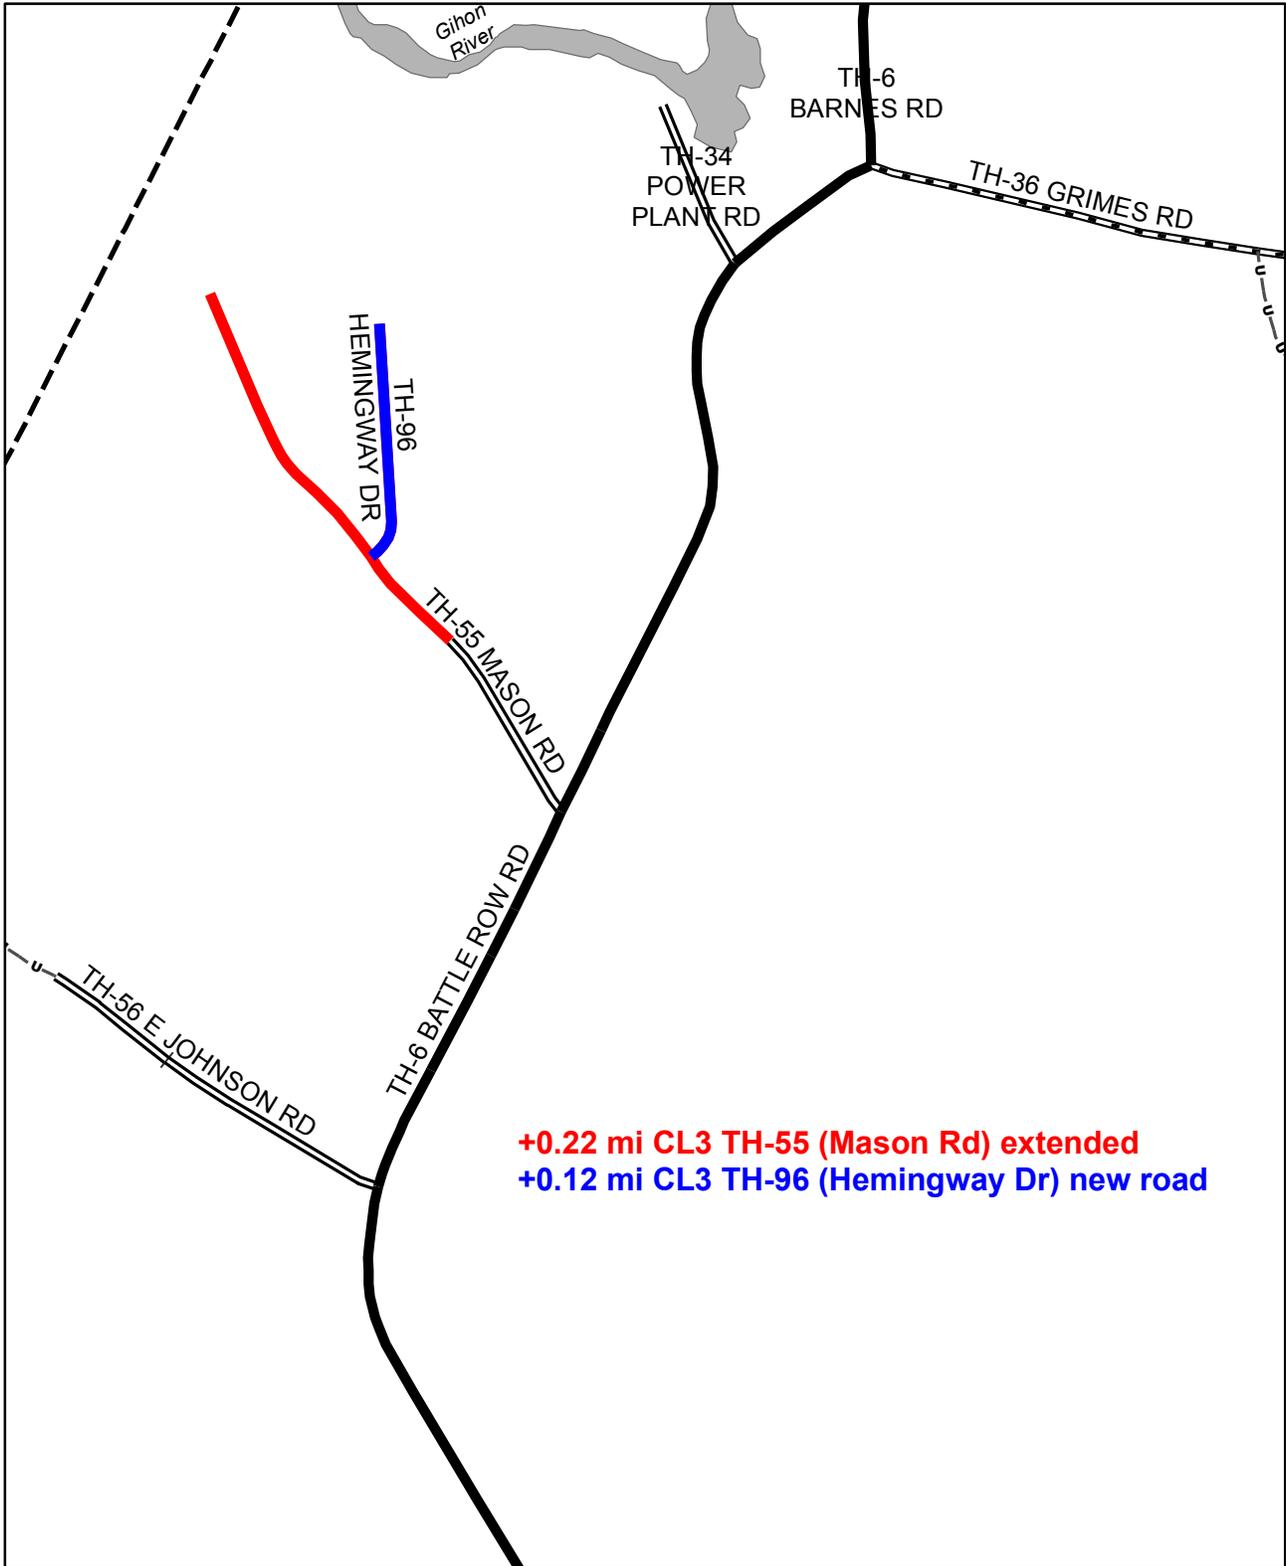 Gihon
River
TH-6
BARNES RD
TH-34
POWER
PLANT RD
TH-36 GRIMES RD
U
U
U
TH-96
HEMINGWAY DR
TH-55 MASON RD
TH-6 BATTLE ROW RD
U
TH-56 E JOHNSON RD
+0.22 mi CL3 TH-55 (Mason Rd) extended
+0.12 mi CL3 TH-96 (Hemingway Dr) new road